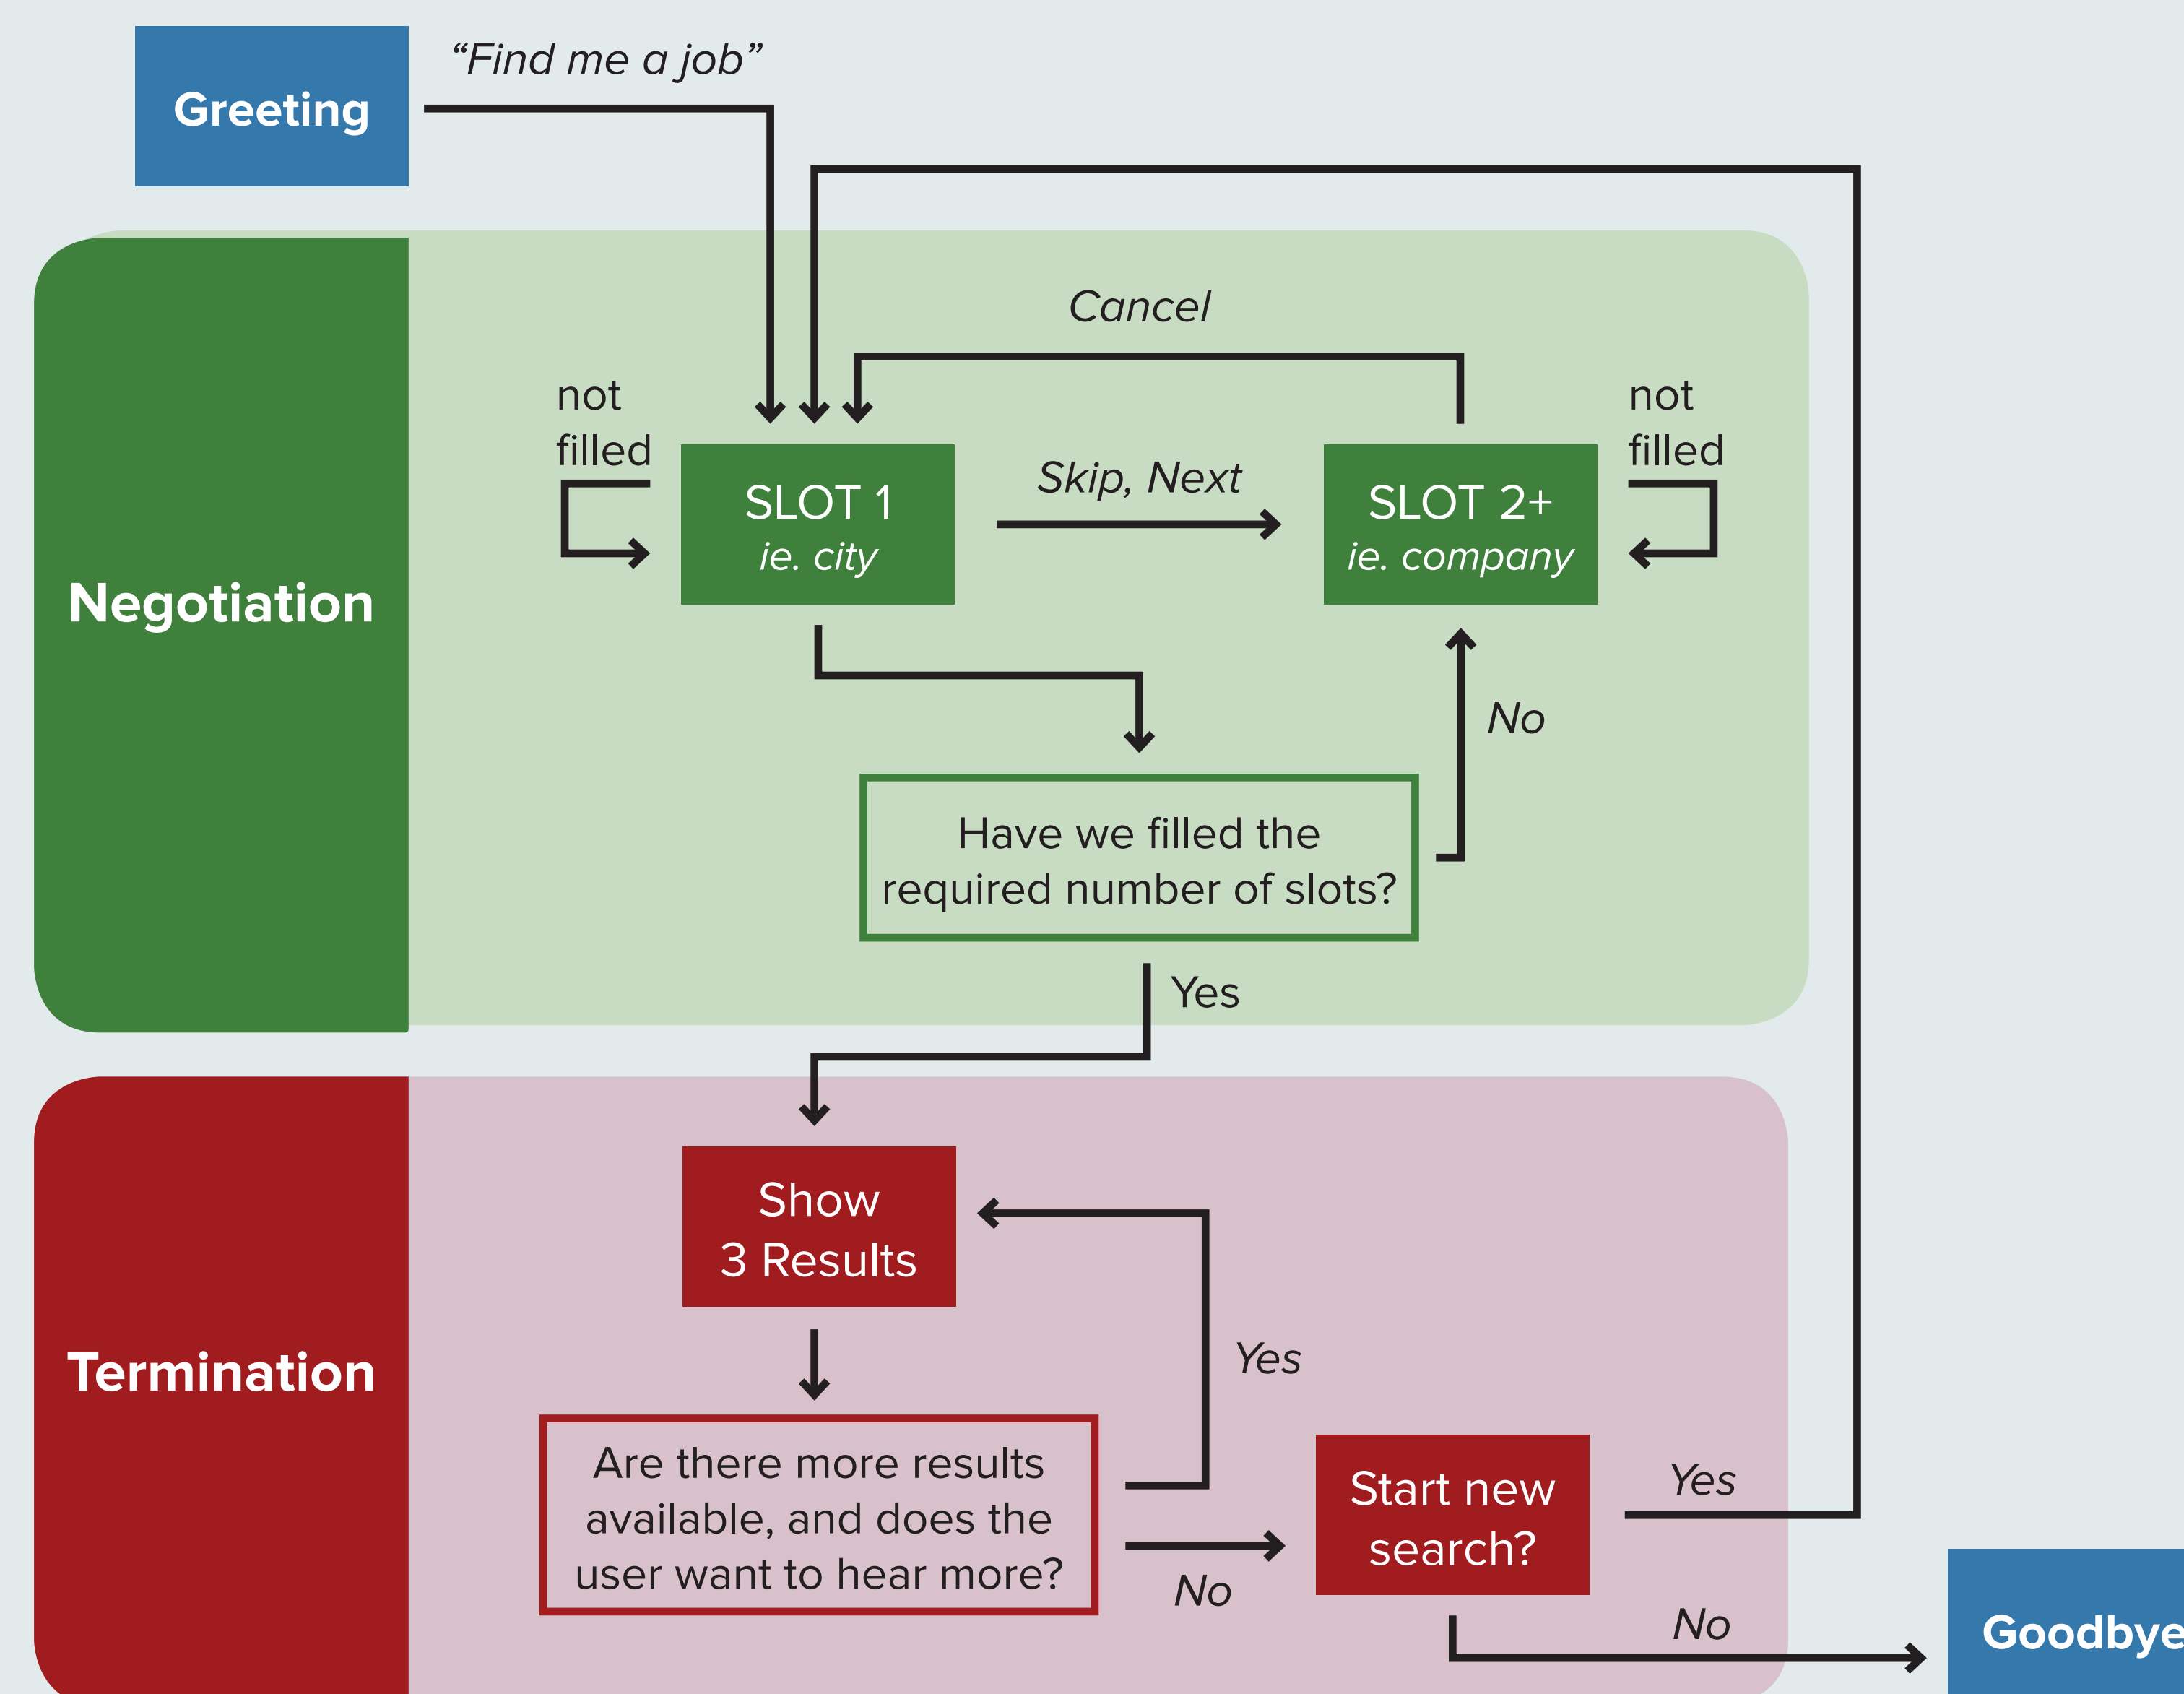 Greeting
“Find me a job”
Negotiation
Cancel
not
filled
SLOT 1
ie. city
Skip, Next
SLOT 2+
ie. company
not
filled
No
Have we filled the
required number of slots?
Yes
Termination
Show
3 Results
Yes
Are there more results
available, and does the
user want to hear more?
No
Start new
search?
Yes
No
Goodbye